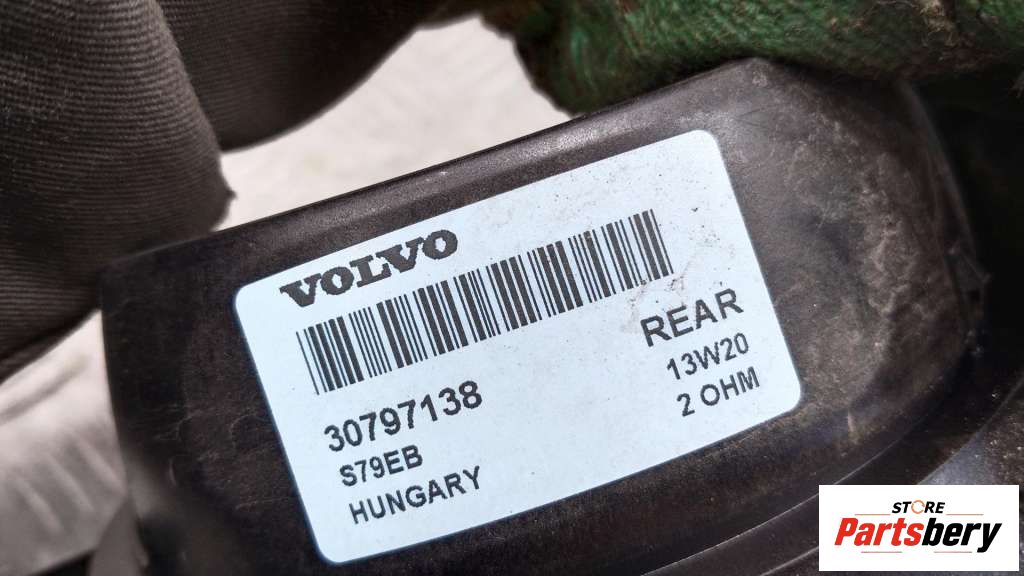 VOLVO
30797138
S79EB
HUNGARY
REAR
13W20
2 OHM
STORE
Partsbery